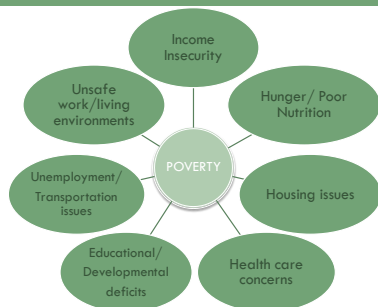 Income
Insecurity
Hunger/ Poor
Nutrition
Housing issues
Health care
concerns
Educational/
Developmental
deficits
Unemployment/
Transportation
issues
Unsafe
work/living
environments
POVERTY